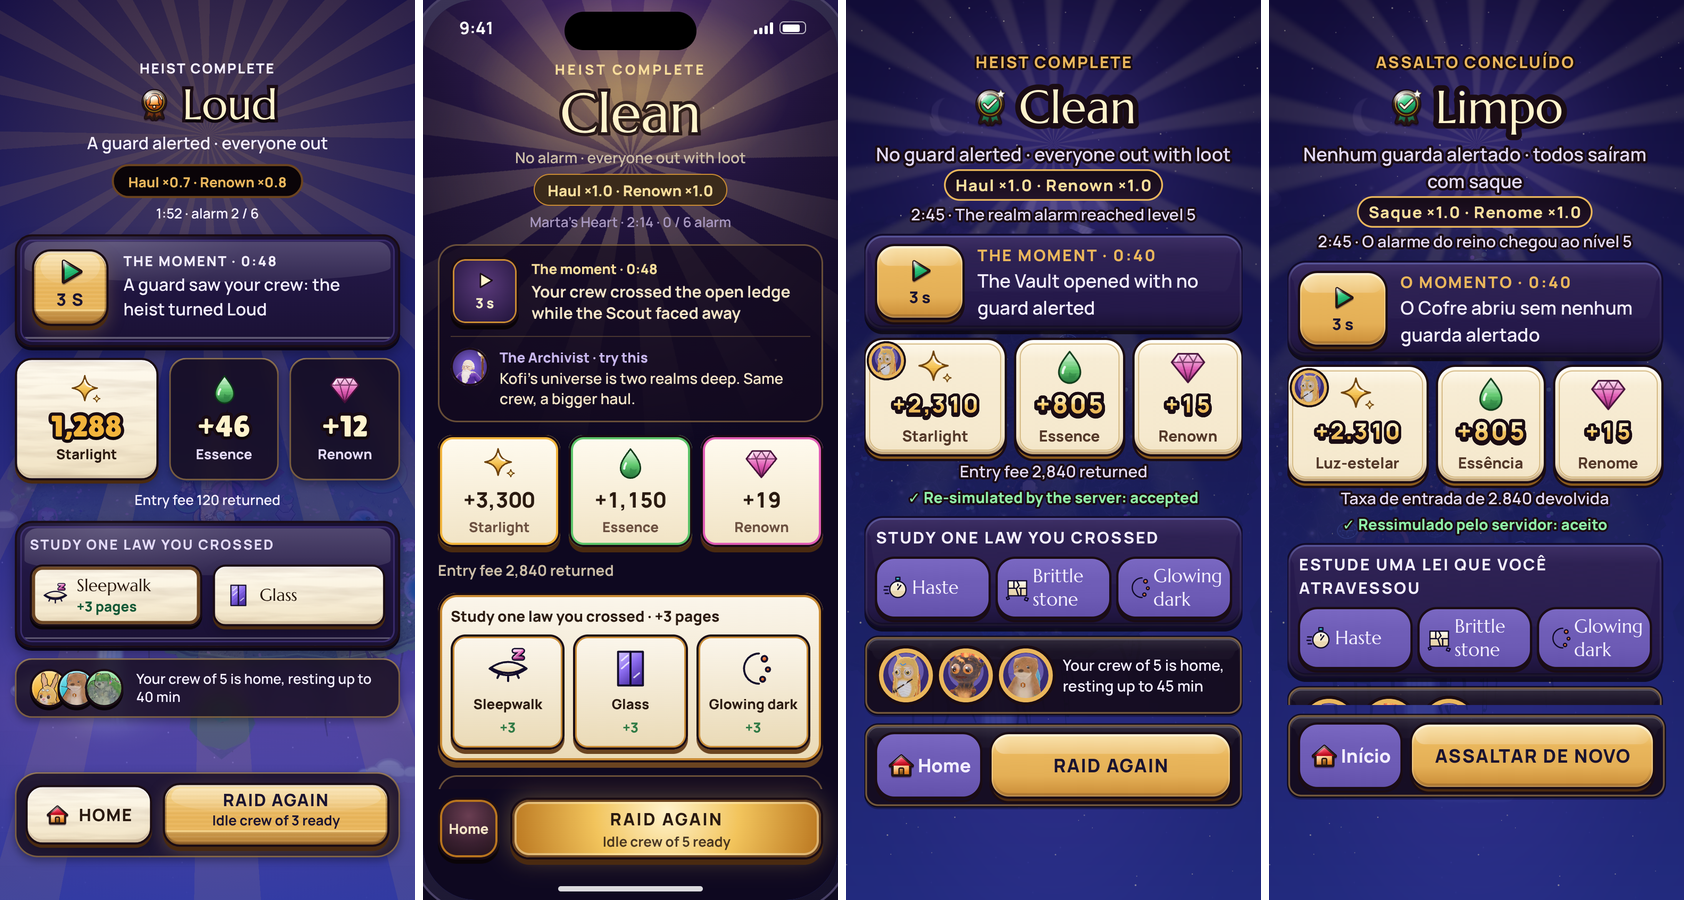 HEIST COMPLETE
Loud
A guard alerted · everyone out
Haul ×0.7 · Renown ×0.8
1:52 · alarm 2 / 6
3 S
THE MOMENT · 0:48
A guard saw your crew: the
heist turned Loud
1,288
Starlight
+46
Essence
+12
Renown
Entry fee 120 returned
STUDY ONE LAW YOU CROSSED
Sleepwalk
+3 pages
Glass
Your crew of 5 is home, resting up to
40 min
HOME
RAID AGAIN
Idle crew of 3 ready
9:41
HEIST COMPLETE
Clean
No alarm · everyone out with loot
Haul ×1.0 · Renown ×1.0
Marta's Heart · 2:14 · 0 / 6 alarm
3 s
The moment · 0:48
Your crew crossed the open ledge
while the Scout faced away
The Archivist · try this
Kofi's universe is two realms deep. Same
crew, a bigger haul.
+3,300
Starlight
+1,150
Essence
+19
Renown
Entry fee 2,840 returned
Study one law you crossed · +3 pages
Sleepwalk
+3
Glass
+3
Glowing dark
+3
Home
RAID AGAIN
Idle crew of 5 ready
HEIST COMPLETE
Clean
No guard alerted · everyone out with loot
Haul ×1.0 · Renown ×1.0
2:45 · The realm alarm reached level 5
3 s
THE MOMENT · 0:40
The Vault opened with no
guard alerted
+2,310
Starlight
+805
Essence
+15
Renown
Entry fee 2,840 returned
✓ Re-simulated by the server: accepted
STUDY ONE LAW YOU CROSSED
Haste
Brittle
stone
Glowing
dark
Your crew of 5 is home,
resting up to 45 min
Home
RAID AGAIN
ASSALTO CONCLUÍDO
Limpo
Nenhum guarda alertado · todos saíram
com saque
Saque ×1.0 · Renome ×1.0
2:45 · O alarme do reino chegou ao nível 5
3 s
O MOMENTO · 0:40
O Cofre abriu sem nenhum
guarda alertado
+2.310
Luz-estelar
+805
Essência
+15
Renome
Taxa de entrada de 2.840 devolvida
✓ Ressimulado pelo servidor: aceito
ESTUDE UMA LEI QUE VOCÊ
ATRAVESSOU
Haste
Brittle
stone
Glowing
dark
Início
ASSALTAR DE NOVO